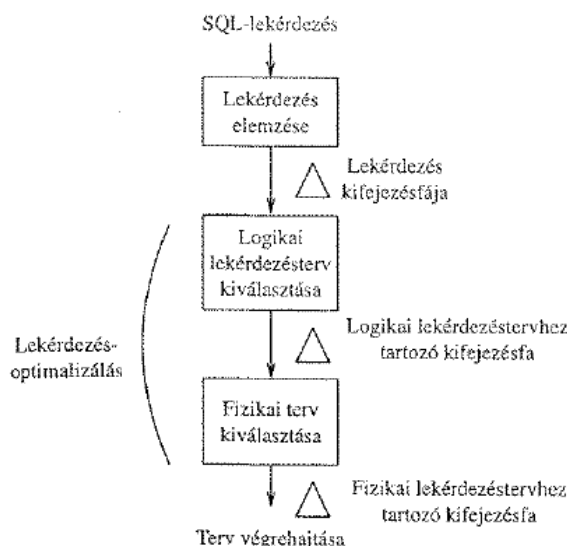 SQL-lekérdezés
Lekérdezés
elemzése
Lekérdezés
kifejezésfája
Logikai
lekérdezésterv
kiválasztása
Lekérdezés-
optimalizálás
Logikai lekérdezéstervhez
tartozó kifejezésfa
Fizikai terv
kiválasztása
Fizikai lekérdezéstervhez
tartozó kifejezésfa
Terv végrehajtása